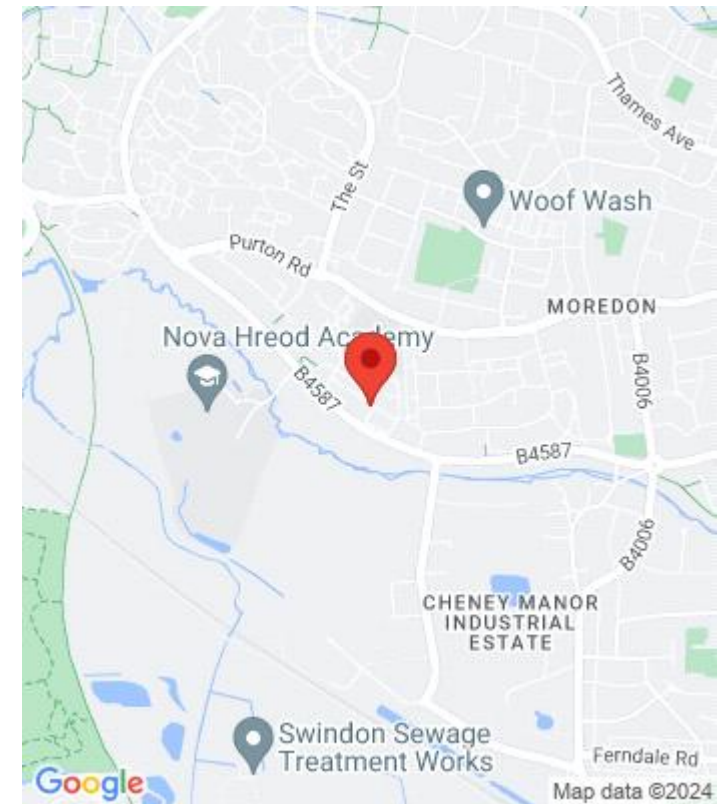 Thames Ave
The St
Woof Wash
Purton Rd
MOREDON
Nova Hreod Academy
B4587
B4006
B4587
B4006
CHENEY MANOR
INDUSTRIAL
ESTATE
Swindon Sewage
Treatment Works
Ferndale Rd
Google
Map data ©2024